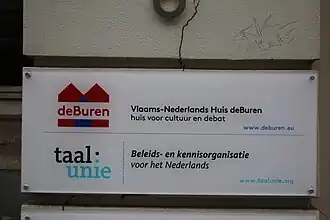 deBuren
Vlaams-Nederlands Huis deBuren
huis voor cultuur en debat
www.deburen.eu
taal:
unie
Beleids- en kennisorganisatie
voor het Nederlands
www.taalunie.org